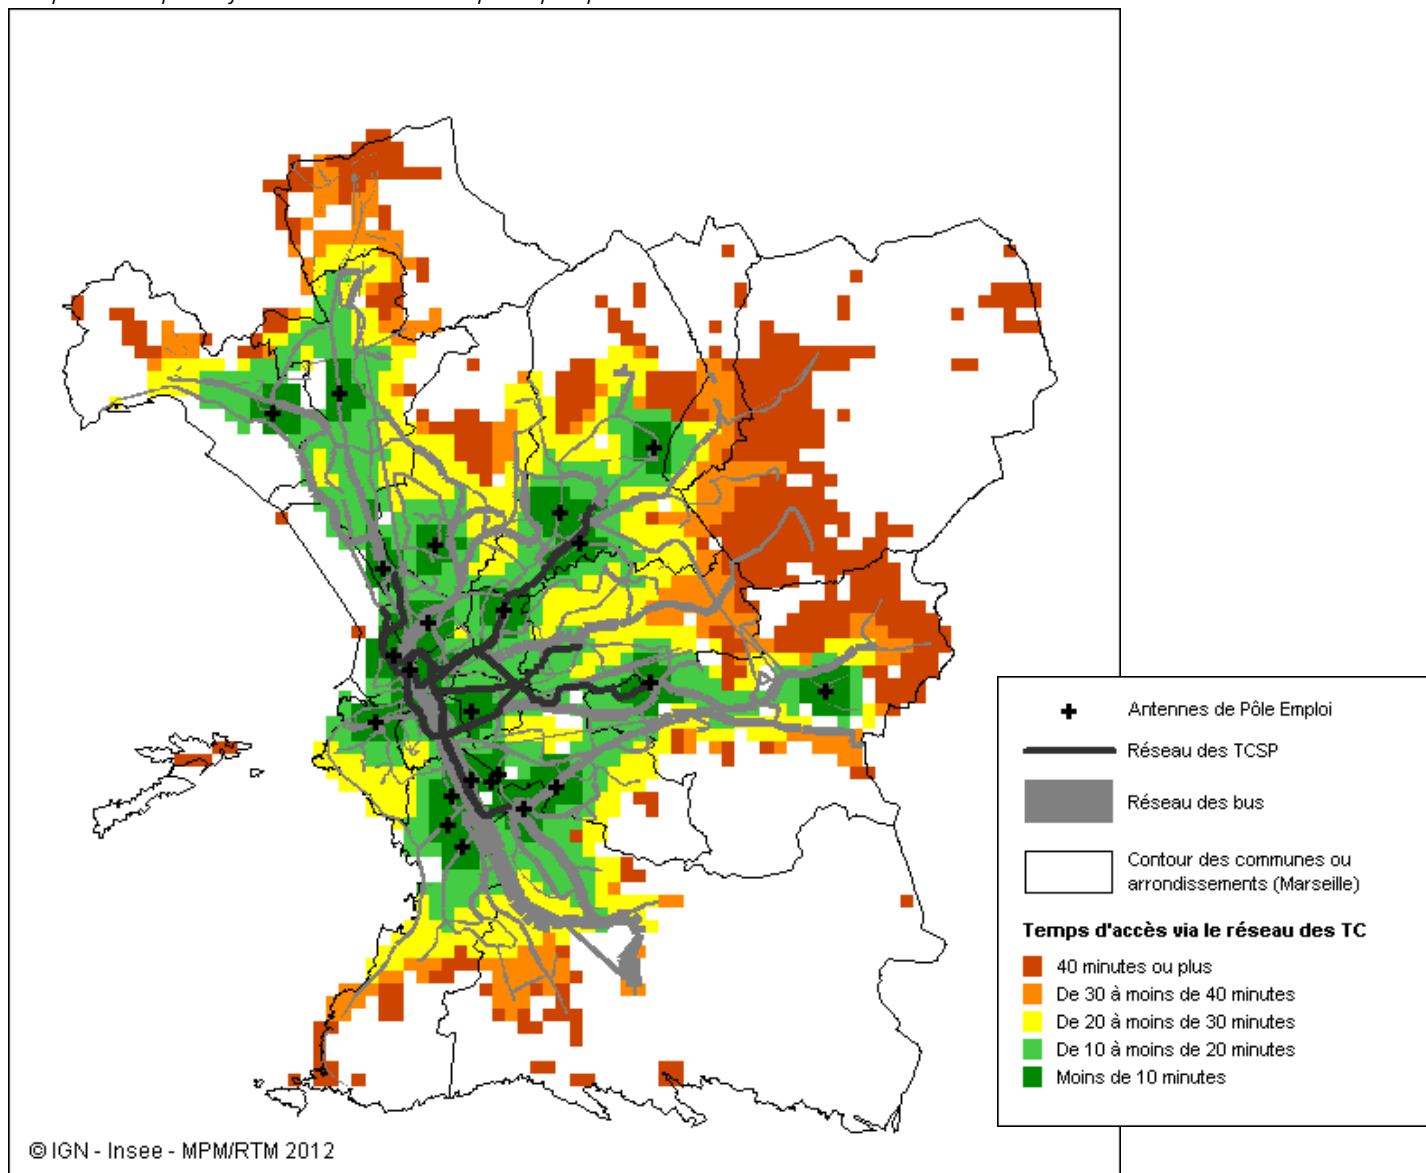 Antennes de Pôle Emploi
Réseau des TCSP
Réseau des bus
Contour des communes ou
arrondissements (Marseille)
Temps d'accès via le réseau des TC
40 minutes ou plus
De 30 à moins de 40 minutes
De 20 à moins de 30 minutes
De 10 à moins de 20 minutes
Moins de 10 minutes
© IGN - Insee - MPM/RTM 2012